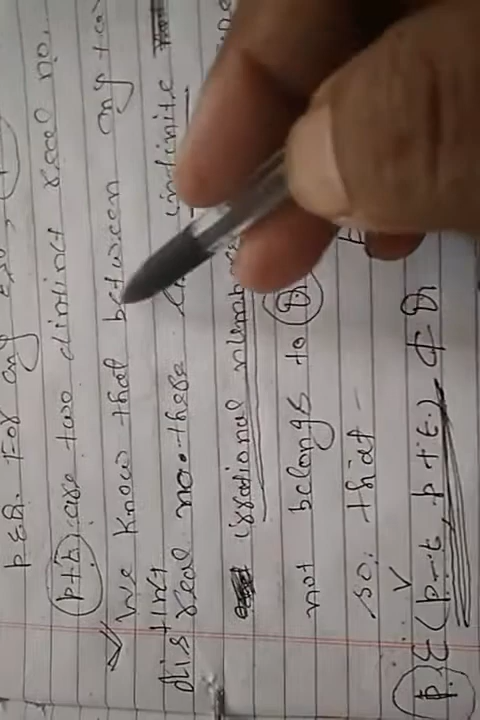 p ∈ ℚ. For any ε>0,
(p+ε) are two distinct real no.
we know that between any two
distinct real no. there infinite
irrational numbers
not belongs to ℚ
so, that -
p ∈ (p-ε, p+ε) ⊄ ℚ